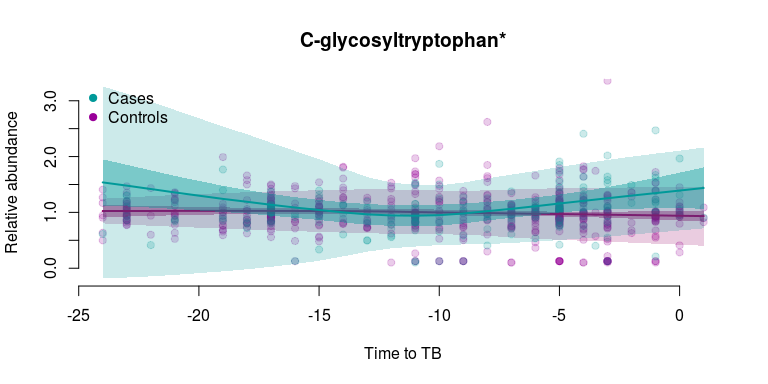 C-glycosyltryptophan*
Relative abundance
3.0
2.0
1.0
0.0
Cases
Controls
-25
-20
-15
-10
-5
0
Time to TB